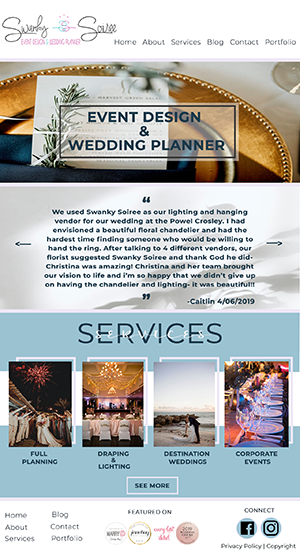 Swanky Soiree
EVENT DESIGN & WEDDING PLANNER
Home About Services Blog Contact Portfolio
EVENT DESIGN
&
WEDDING PLANNER
“
We used Swanky Soiree as our lighting and hanging
vendor for our wedding at the Powel Crosley. I had
envisioned a beautiful floral chandelier and had the
hardest time finding someone who would be willing to
hand the ring. After talking to 4 different vendors, our
florist suggested Swanky Soiree and thank God he did-
Christina was amazing! Christina and her team brought
our vision to life and i'm so happy that we didn't give up
on having the chandelier and lighting- it was beautiful!!
”
-Caitlin 4/06/2019
SERVICES
FULL
PLANNING
DRAPING
&
LIGHTING
DESTINATION
WEDDINGS
CORPORATE
EVENTS
SEE MORE
Home
About
Services
Blog
Contact
Portfolio
FEATURED ON
CONNECT
Privacy Policy | Copyright